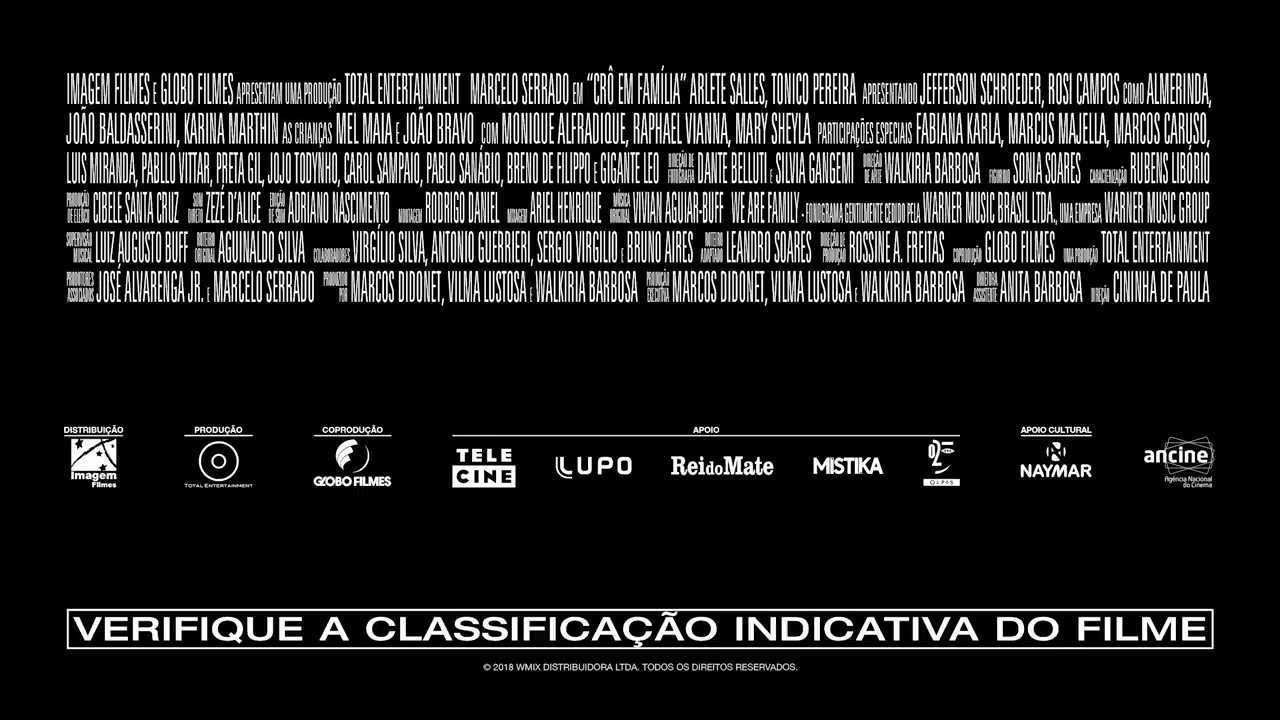 IMAGEM FILMES E GLOBO FILMES APRESENTAM UMA PRODUÇÃO TOTAL ENTERTAINMENT MARCELO SERRADO EM “CRÔ EM FAMÍLIA” ARLETE SALLES, TONICO PEREIRA APRESENTANDO JEFFERSON SCHROEDER, ROSI CAMPOS COMO ALMERINDA,
JOÃO BALDASSERINI, KARINA MARTHIN AS CRIANÇAS MEL MAIA E JOÃO BRAVO COM MONIQUE ALFRADIQUE, RAPHAEL VIANNA, MARY SHEYLA PARTICIPAÇÕES ESPECIAIS FABIANA KARLA, MARCUS MAJELLA, MARCOS CARUSO,
LUIS MIRANDA, PABLLO VITTAR, PRETA GIL, JOJO TODYNHO, CAROL SAMPAIO, PABLO SANÁBIO, BRENO DE FILIPPO E GIGANTE LEO DIREÇÃO DE FOTOGRAFIA DANTE BELLUTI E SILVIA GANGEMI DIREÇÃO DE ARTE WALKIRIA BARBOSA FIGURINO SONIA SOARES CARACTERIZAÇÃO RUBENS LIBÓRIO
PRODUÇÃO DE ELENCO CIBELE SANTA CRUZ SOM DIRETO ZEZÉ D'ALICE EDIÇÃO DE SOM ADRIANO NASCIMENTO MONTAGEM RODRIGO DANIEL MIXAGEM ARIEL HENRIQUE MÚSICA ORIGINAL VIVIAN AGUIAR-BUFF WE ARE FAMILY - FONOGRAMA GENTILMENTE CEDIDO PELA WARNER MUSIC BRASIL LTDA., UMA EMPRESA WARNER MUSIC GROUP
SUPERVISÃO MUSICAL LUIZ AUGUSTO BUFF ROTEIRO ORIGINAL AGUINALDO SILVA COLABORADORES VIRGÍLIO SILVA, ANTONIO GUERRIERI, SERGIO VIRGILIO E BRUNO AIRES ROTEIRO ADAPTADO LEANDRO SOARES DIREÇÃO DE PRODUÇÃO ROSSINE A. FREITAS COPRODUÇÃO GLOBO FILMES UMA PRODUÇÃO TOTAL ENTERTAINMENT
PRODUTORES ASSOCIADOS JOSÉ ALVARENGA JR. E MARCELO SERRADO PRODUZIDO POR MARCOS DIDONET, VILMA LUSTOSA E WALKIRIA BARBOSA PRODUÇÃO EXECUTIVA MARCOS DIDONET, VILMA LUSTOSA E WALKIRIA BARBOSA DIRETORA ASSISTENTE ANITA BARBOSA DIREÇÃO CININHA DE PAULA
DISTRIBUIÇÃO PRODUÇÃO COPRODUÇÃO APOIO APOIO CULTURAL
Imagem Filmes
TOTAL ENTERTAINMENT
GLOBO FILMES
TELE CINE
LUPO
Rei do Mate
MISTIKA
OIPÓS
NAYMAR
ancine
Agência Nacional do Cinema
VERIFIQUE A CLASSIFICAÇÃO INDICATIVA DO FILME
© 2018 WMIX DISTRIBUIDORA LTDA. TODOS OS DIREITOS RESERVADOS.